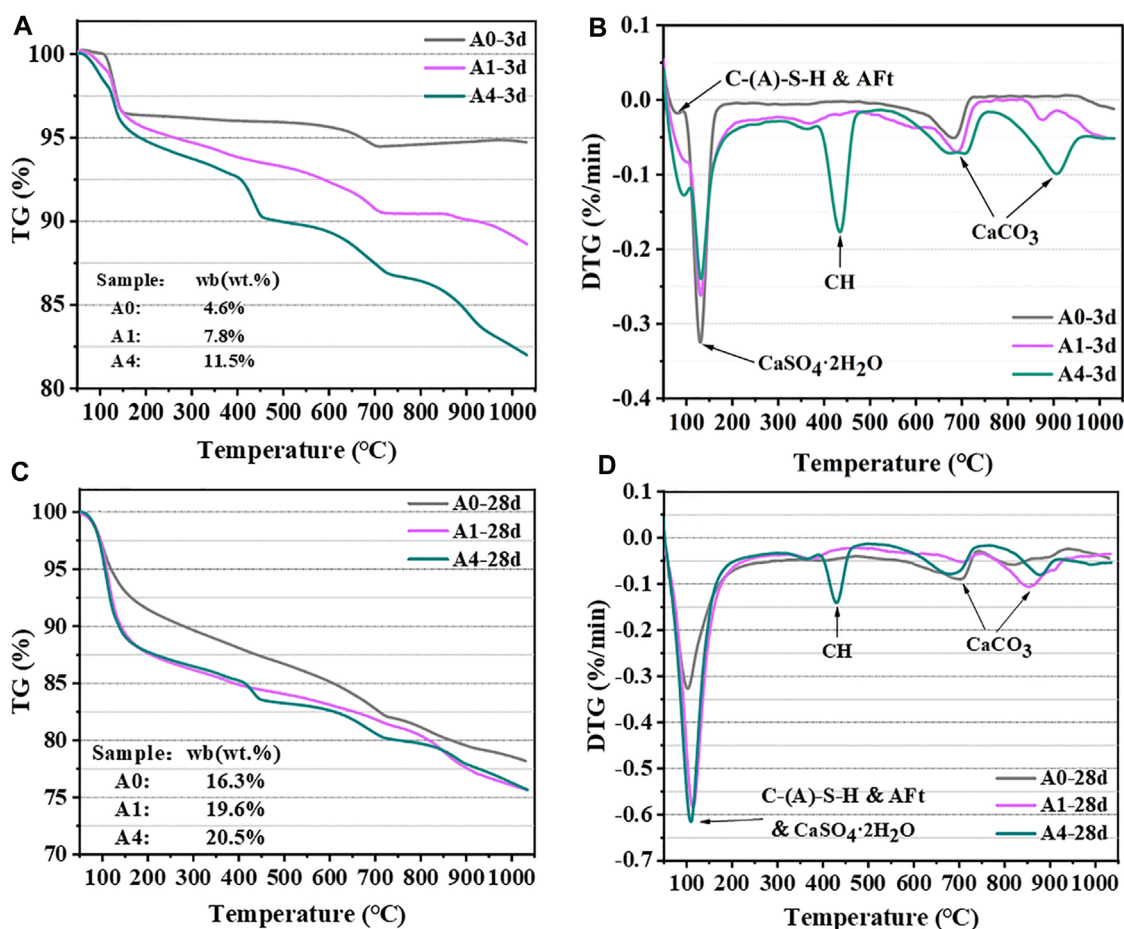 A
A0-3d
A1-3d
A4-3d
100
95
90
85
80
TG (%)
Sample: wb(wt.%)
A0: 4.6%
A1: 7.8%
A4: 11.5%
100 200 300 400 500 600 700 800 900 1000
Temperature (℃)
B
0.1
0.0
-0.1
-0.2
-0.3
-0.4
DTG (%/min)
C-(A)-S-H & AFt
CaCO3
CH
CaSO4·2H2O
A0-3d
A1-3d
A4-3d
100 200 300 400 500 600 700 800 900 1000
Temperature (℃)
C
A0-28d
A1-28d
A4-28d
100
95
90
85
80
75
70
TG (%)
Sample: wb(wt.%)
A0: 16.3%
A1: 19.6%
A4: 20.5%
100 200 300 400 500 600 700 800 900 1000
Temperature (℃)
D
0.1
0.0
-0.1
-0.2
-0.3
-0.4
-0.5
-0.6
-0.7
DTG (%/min)
CH
CaCO3
C-(A)-S-H & AFt
& CaSO4·2H2O
A0-28d
A1-28d
A4-28d
100 200 300 400 500 600 700 800 900 1000
Temperature (℃)